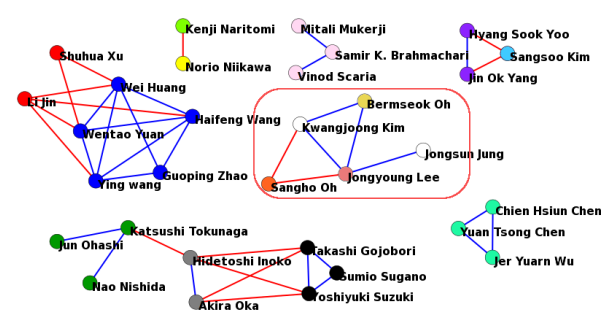 Kenji Naritomi
Mitali Mukerji
Hyang Sook Yoo
Shuhua Xu
Samir K. Brahmachari
Sangsoo Kim
Norio Niikawa
Vinod Scaria
Jin Ok Yang
Wei Huang
Li Jin
Bermseok Oh
Haifeng Wang
Kwangjoong Kim
Wentao Yuan
Jongsun Jung
Ying wang
Guoping Zhao
Jongyoung Lee
Sangho Oh
Chien Hsiun Chen
Katsushi Tokunaga
Yuan Tsong Chen
Jun Ohashi
Takashi Gojobori
Hidetoshi Inoko
Jer Yuarn Wu
Sumio Sugano
Nao Nishida
Yoshiyuki Suzuki
Akira Oka